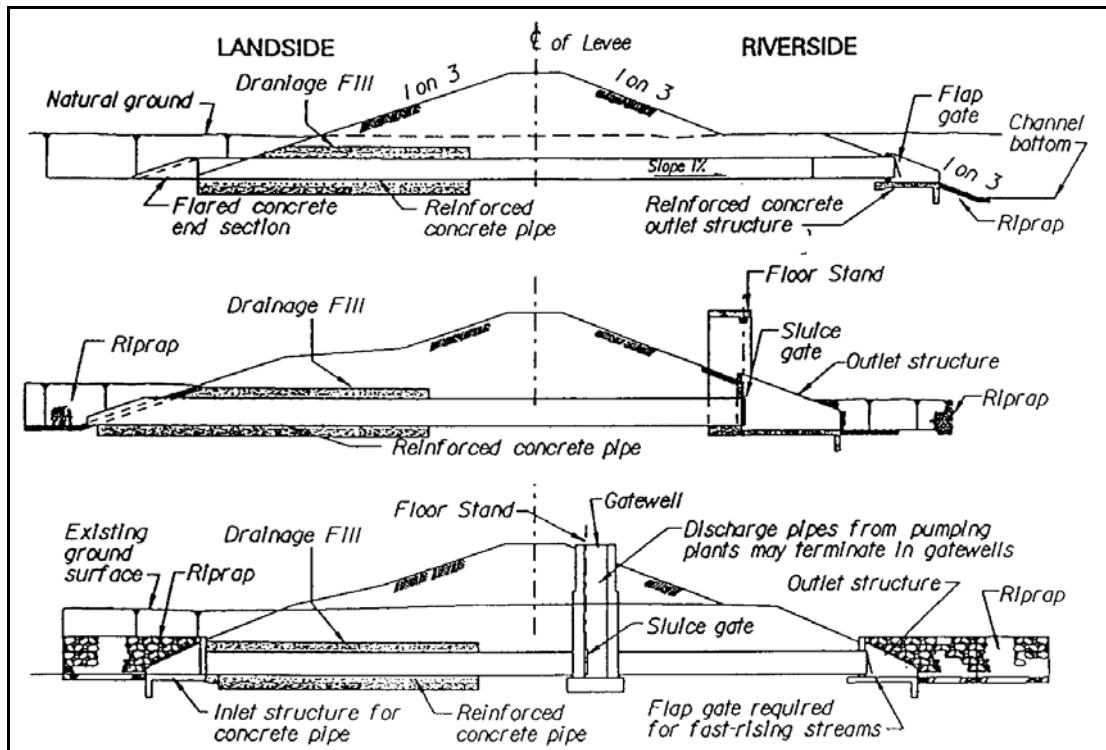 LANDSIDE
℄ of Levee
RIVERSIDE
Draniage Fill
1 on 3
1 on 3
Natural ground
Flap
gate
Channel
bottom
Slope 1%
1 on 3
Flared concrete
end section
Reinforced
concrete pipe
Reinforced concrete
outlet structure
Riprap
Floor Stand
Drainage Fill
Sluice
gate
Riprap
Outlet structure
Riprap
Reinforced concrete pipe
Gatewell
Floor Stand
Existing
ground
surface
Drainage Fill
Discharge pipes from pumping
plants may terminate in gatewells
Riprap
Outlet structure
Riprap
Sluice gate
Inlet structure for
concrete pipe
Reinforced
concrete pipe
Flap gate required
for fast-rising streams